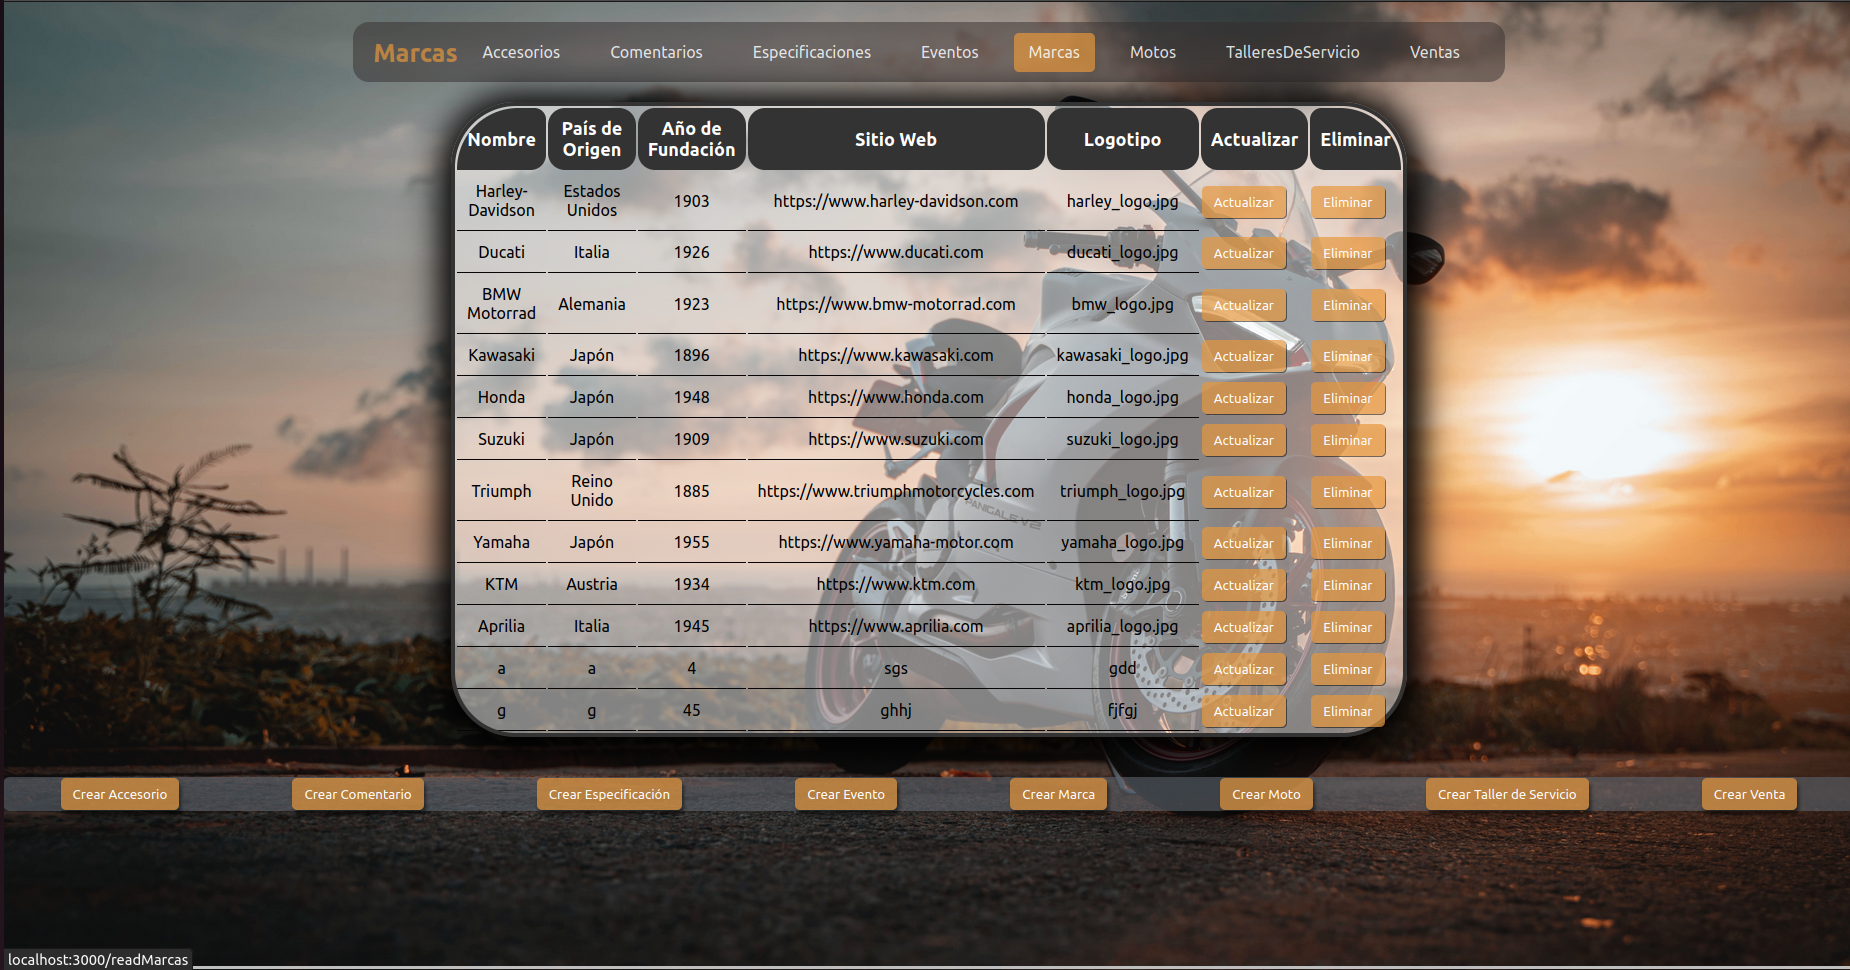 Marcas Accesorios Comentarios Especificaciones Eventos Marcas Motos TalleresDeServicio Ventas
Nombre País de Origen Año de Fundación Sitio Web Logotipo Actualizar Eliminar
Harley-Davidson Estados Unidos 1903 https://www.harley-davidson.com harley_logo.jpg Actualizar Eliminar
Ducati Italia 1926 https://www.ducati.com ducati_logo.jpg Actualizar Eliminar
BMW Motorrad Alemania 1923 https://www.bmw-motorrad.com bmw_logo.jpg Actualizar Eliminar
Kawasaki Japón 1896 https://www.kawasaki.com kawasaki_logo.jpg Actualizar Eliminar
Honda Japón 1948 https://www.honda.com honda_logo.jpg Actualizar Eliminar
Suzuki Japón 1909 https://www.suzuki.com suzuki_logo.jpg Actualizar Eliminar
Triumph Reino Unido 1885 https://www.triumphmotorcycles.com triumph_logo.jpg Actualizar Eliminar
PANIGALE V2
Yamaha Japón 1955 https://www.yamaha-motor.com yamaha_logo.jpg Actualizar Eliminar
KTM Austria 1934 https://www.ktm.com ktm_logo.jpg Actualizar Eliminar
Aprilia Italia 1945 https://www.aprilia.com aprilia_logo.jpg Actualizar Eliminar
a a 4 sgs gdd Actualizar Eliminar
g g 45 ghhj fjfgj Actualizar Eliminar
Crear Accesorio Crear Comentario Crear Especificación Crear Evento Crear Marca Crear Moto Crear Taller de Servicio Crear Venta
localhost:3000/readMarcas